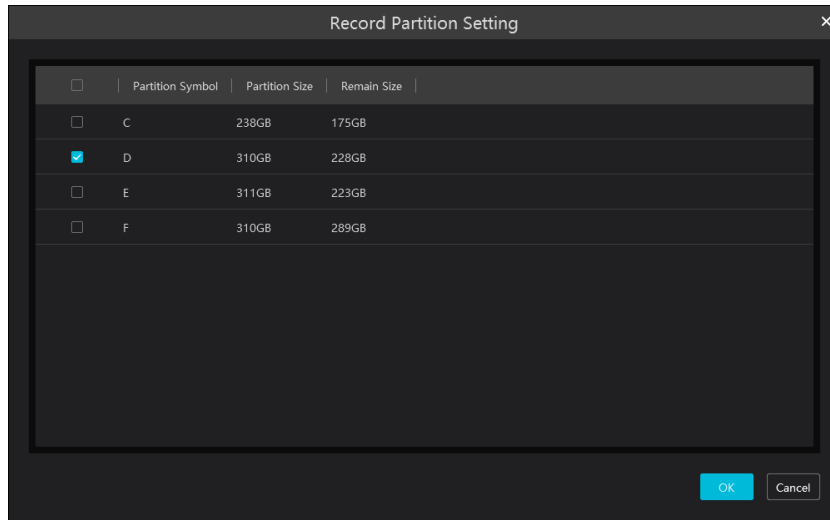 Record Partition Setting
Partition Symbol Partition Size Remain Size
C 238GB 175GB
D 310GB 228GB
E 311GB 223GB
F 310GB 289GB
OK Cancel